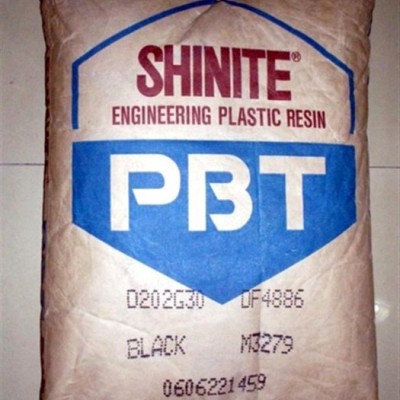 SHINITE®
ENGINEERING PLASTIC RESIN
PBT
D202G30 DF4886
BLACK M3279
0606221459